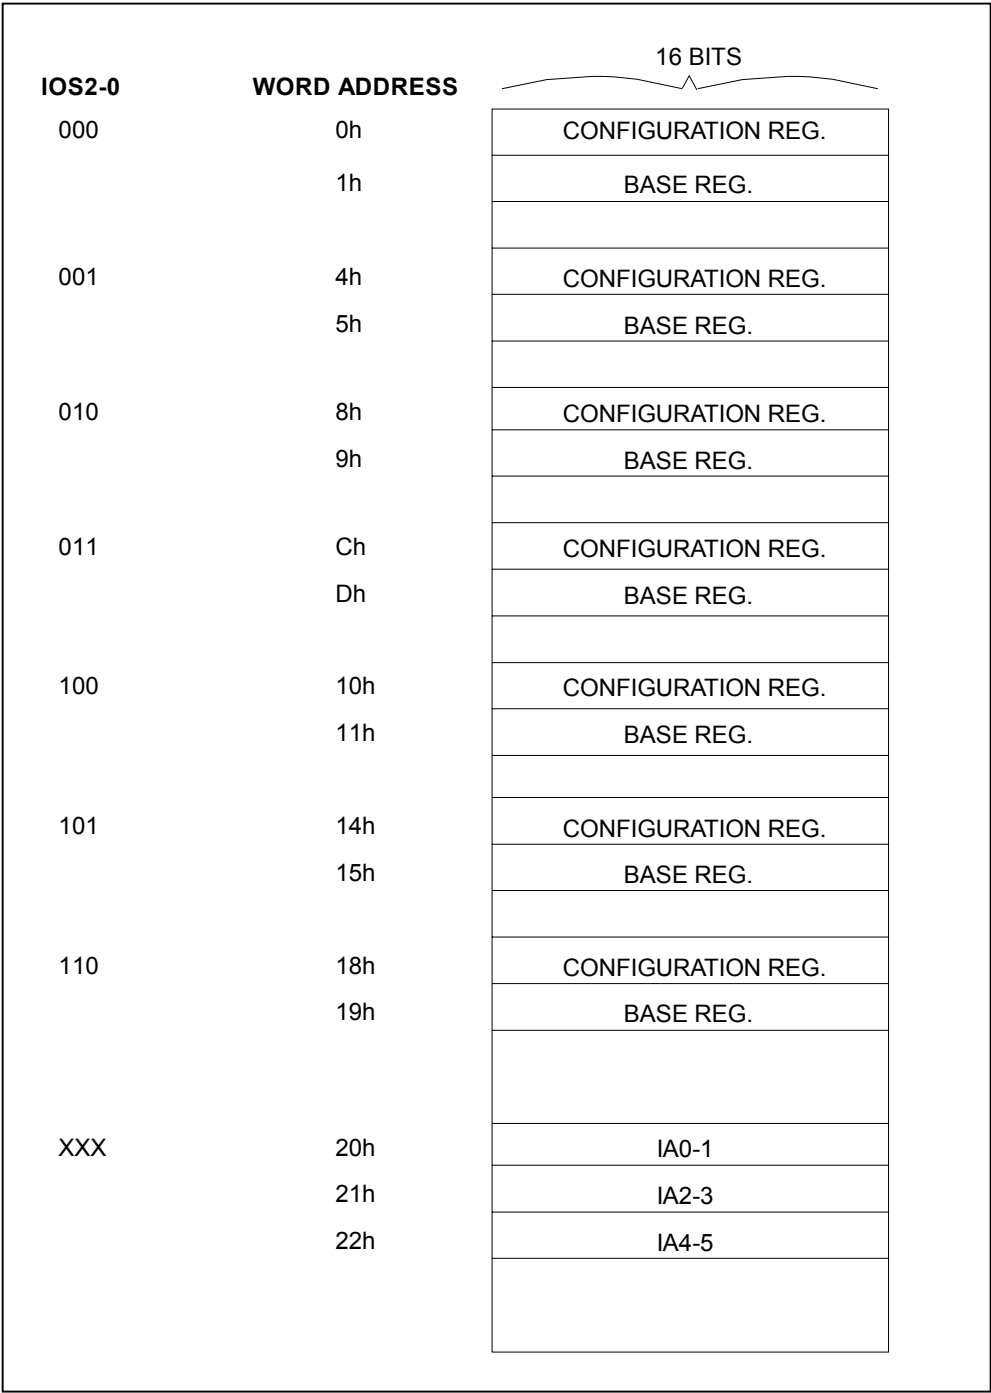 16 BITS
IOS2-0 WORD ADDRESS
000 0h CONFIGURATION REG.
1h BASE REG.
001 4h CONFIGURATION REG.
5h BASE REG.
010 8h CONFIGURATION REG.
9h BASE REG.
011 Ch CONFIGURATION REG.
Dh BASE REG.
100 10h CONFIGURATION REG.
11h BASE REG.
101 14h CONFIGURATION REG.
15h BASE REG.
110 18h CONFIGURATION REG.
19h BASE REG.
XXX 20h IA0-1
21h IA2-3
22h IA4-5